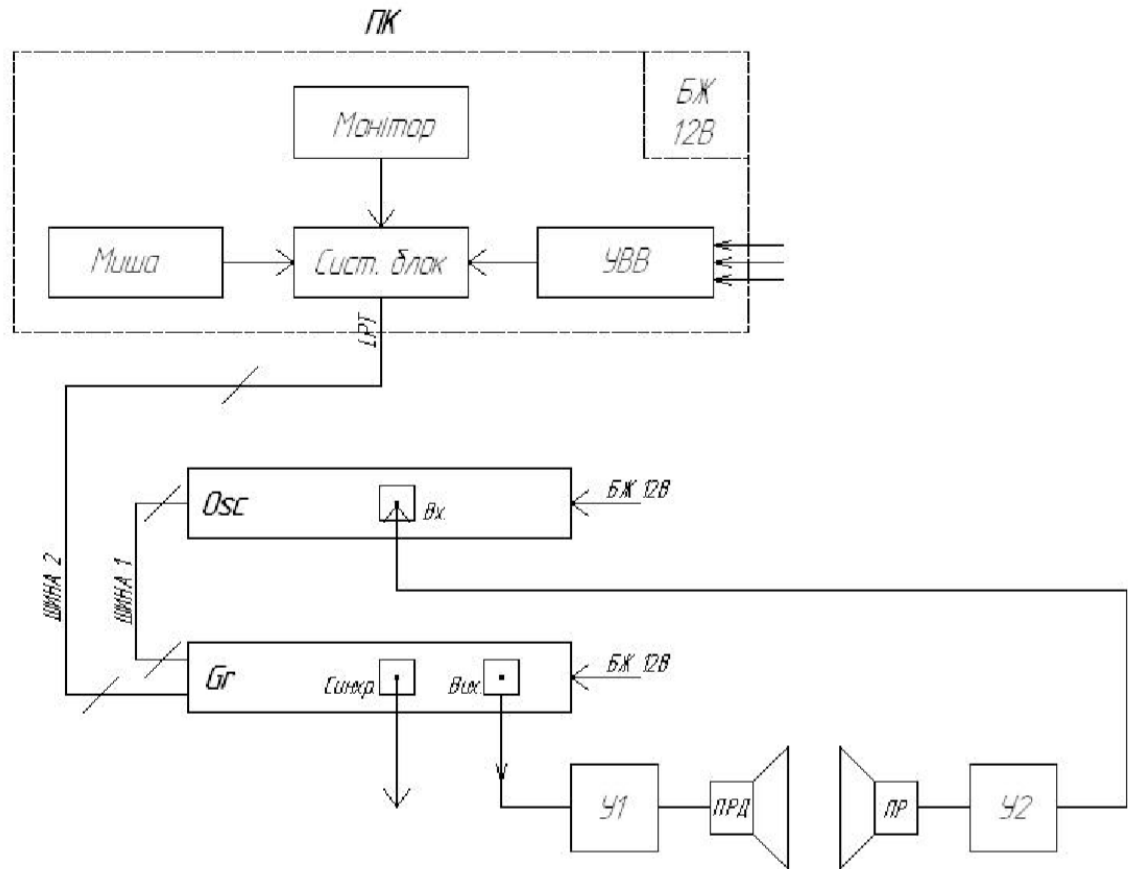 ПК
БЖ
12В
Монітор
Миша
Сист. блок
УВВ
LPT
Osc
Вх.
БЖ 12В
ШИНА 2
ШИНА 1
Gr
Синхр.
Вих.
БЖ 12В
У1
ПРД
ПР
У2